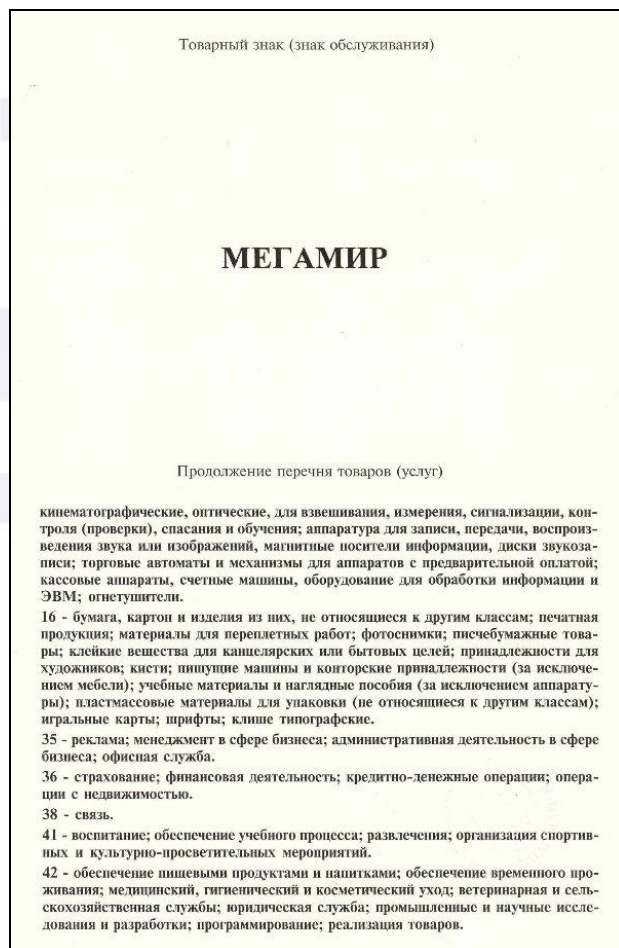 Товарный знак (знак обслуживания)
МЕГАМИР
Продолжение перечня товаров (услуг)
кинематографические, оптические, для взвешивания, измерения, сигнализации, кон-
троля (проверки), спасания и обучения; аппаратура для записи, передачи, воспроиз-
ведения звука или изображений, магнитные носители информации, диски звукоза-
писи; торговые автоматы и механизмы для аппаратов с предварительной оплатой;
кассовые аппараты, счетные машины, оборудование для обработки информации и
ЭВМ; огнетушители.
16 - бумага, картон и изделия из них, не относящиеся к другим классам; печатная
продукция; материалы для переплетных работ; фотоснимки; писчебумажные това-
ры; клейкие вещества для канцелярских или бытовых целей; принадлежности для
художников; кисти; пишущие машины и конторские принадлежности (за исключе-
нием мебели); учебные материалы и наглядные пособия (за исключением аппарату-
ры); пластмассовые материалы для упаковки (не относящиеся к другим классам);
игральные карты; шрифты; клише типографские.
35 - реклама; менеджмент в сфере бизнеса; административная деятельность в сфере
бизнеса; офисная служба.
36 - страхование; финансовая деятельность; кредитно-денежные операции; опера-
ции с недвижимостью.
38 - связь.
41 - воспитание; обеспечение учебного процесса; развлечения; организация спортив-
ных и культурно-просветительных мероприятий.
42 - обеспечение пищевыми продуктами и напитками; обеспечение временного про-
живания; медицинский, гигиенический и косметический уход; ветеринарная и сель-
скохозяйственная службы; юридическая служба; промышленные и научные иссле-
дования и разработки; программирование; реализация товаров.